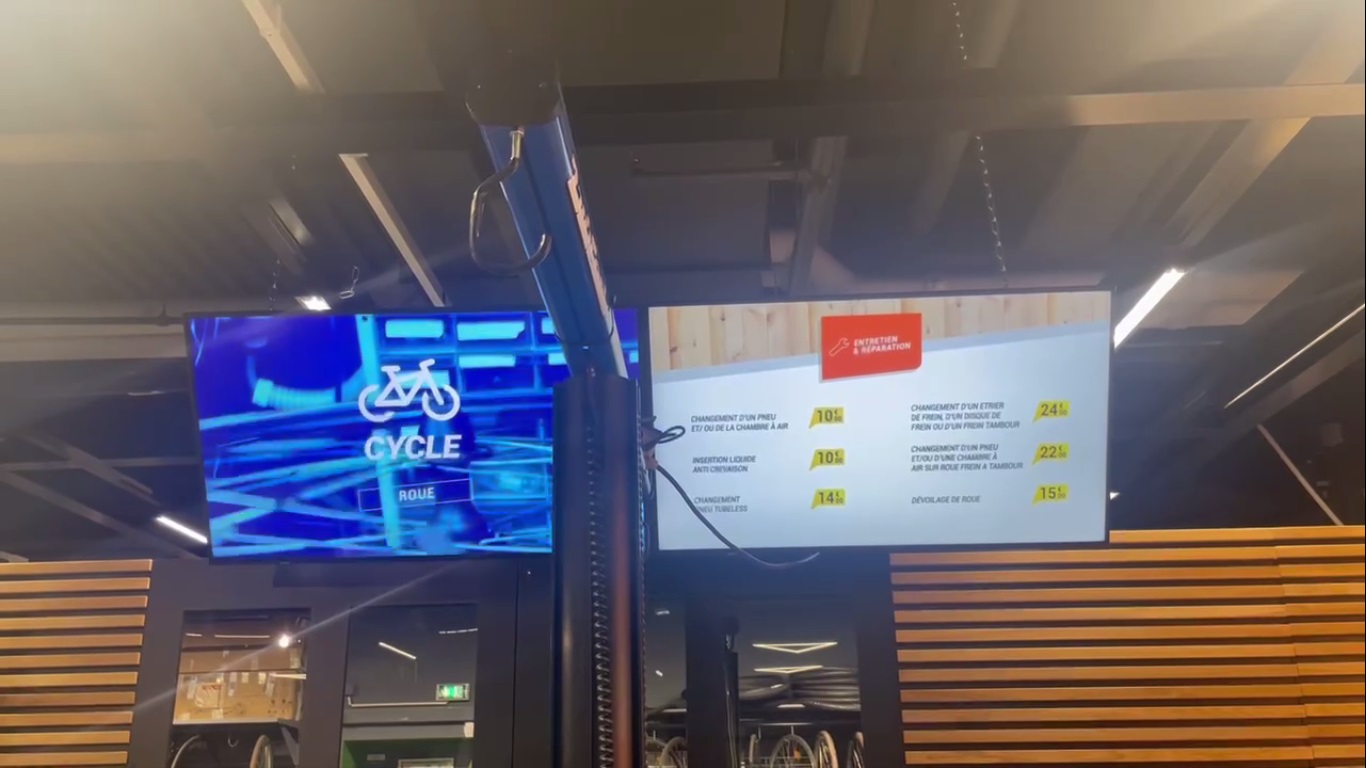 CYCLE
ROUE
ENTRETIEN
& RÉPARATION
CHANGEMENT D'UN PNEU
ET/ OU DE LA CHAMBRE À AIR
10€
INSERTION LIQUIDE
ANTI CREVAISON
10€
CHANGEMENT
PNEU TUBELESS
14€
CHANGEMENT D'UN ETRIER
DE FREIN, D'UN DISQUE DE
FREIN OU D'UN FREIN TAMBOUR
24€
CHANGEMENT D'UN PNEU
ET/OU D'UNE CHAMBRE À
AIR SUR ROUE FREIN A TAMBOUR
22€
DÉVOILAGE DE ROUE
15€